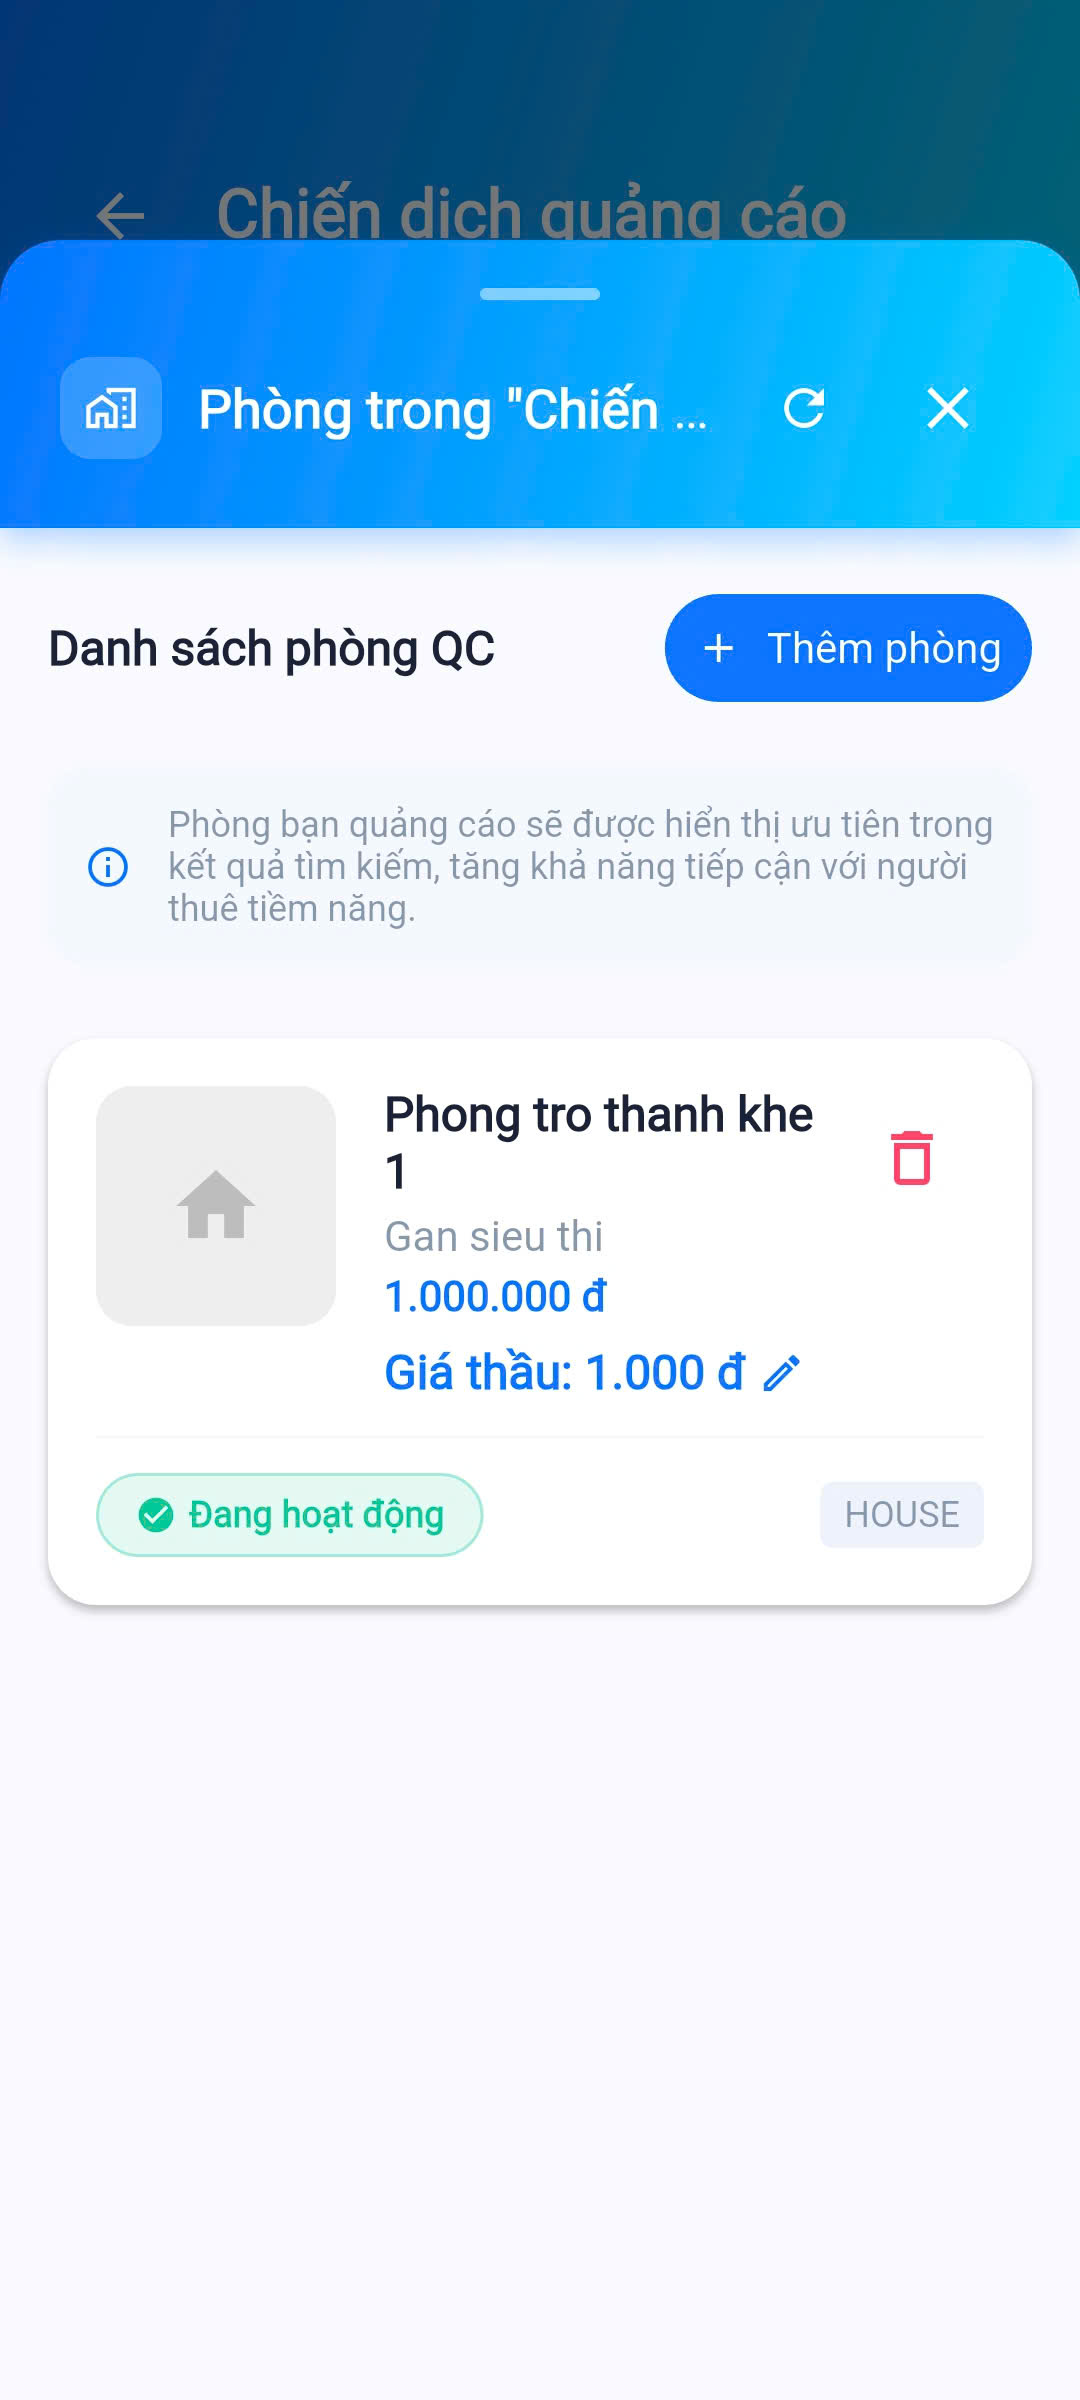 Chiến dịch quảng cáo
Phòng trong "Chiến ...
Danh sách phòng QC
+ Thêm phòng
Phòng bạn quảng cáo sẽ được hiển thị ưu tiên trong
kết quả tìm kiếm, tăng khả năng tiếp cận với người
thuê tiềm năng.
Phong tro thanh khe
1
Gan sieu thi
1.000.000 đ
Giá thầu: 1.000 đ
Đang hoạt động
HOUSE